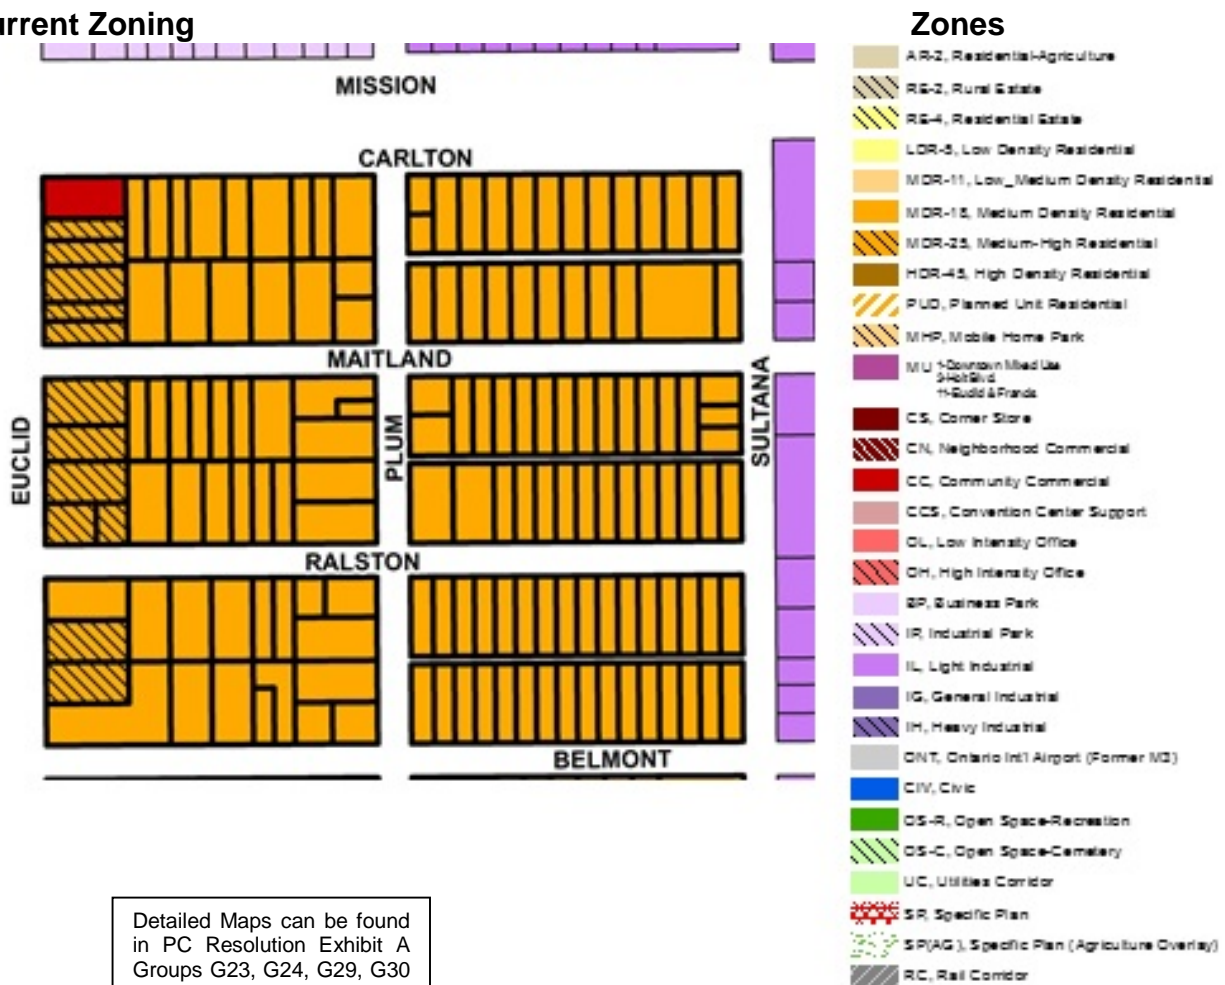 urrent Zoning
Zones
MISSION
CARLTON
MAITLAND
EUCLID
PLUM
SULTANA
RALSTON
BELMONT
Detailed Maps can be found
in PC Resolution Exhibit A
Groups G23, G24, G29, G30
AR-2, Residential-Agriculture
RE-2, Rural Estate
RE-4, Residential Estate
LDR-5, Low Density Residential
MDR-11, Low_Medium Density Residential
MDR-18, Medium Density Residential
MDR-25, Medium-High Residential
HDR-45, High Density Residential
PUD, Planned Unit Residential
MHP, Mobile Home Park
MU 1-Downtown Mixed Use
11-Euclid & Francis
CS, Corner Store
CN, Neighborhood Commercial
CC, Community Commercial
CCS, Convention Center Support
OL, Low Intensity Office
OH, High Intensity Office
BP, Business Park
IP, Industrial Park
IL, Light Industrial
IG, General Industrial
IH, Heavy Industrial
ONT, Ontario Int'l Airport (Former M3)
CIV, Civic
OS-R, Open Space-Recreation
OS-C, Open Space-Cemetery
UC, Utilities Corridor
SP, Specific Plan
SP(AG), Specific Plan (Agriculture Overlay)
RC, Rail Corridor